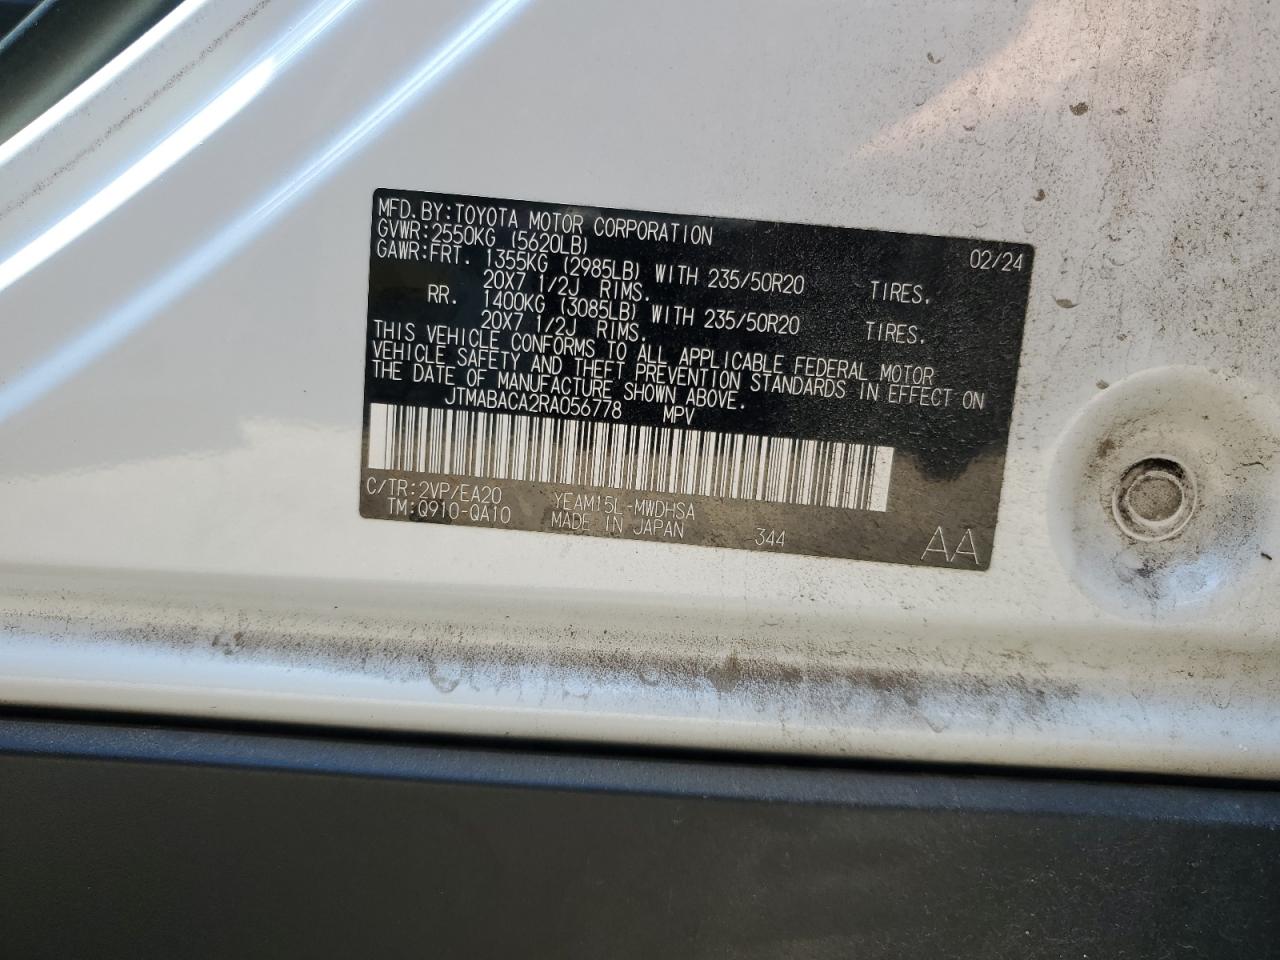 MFD. BY: TOYOTA MOTOR CORPORATION 02/24
GVWR: 2550KG (5620LB)
GAWR: FRT. 1355KG (2985LB) WITH 235/50R20 TIRES.
20X7 1/2J RIMS.
RR. 1400KG (3085LB) WITH 235/50R20 TIRES.
20X7 1/2J RIMS.
THIS VEHICLE CONFORMS TO ALL APPLICABLE FEDERAL MOTOR
VEHICLE SAFETY AND THEFT PREVENTION STANDARDS IN EFFECT ON
THE DATE OF MANUFACTURE SHOWN ABOVE.
JTMABACA2RA056778 MPV
C/TR: 2VP/EA20 YEAM15L-MWDHSA
TM: Q910-QA10 MADE IN JAPAN 344 AA